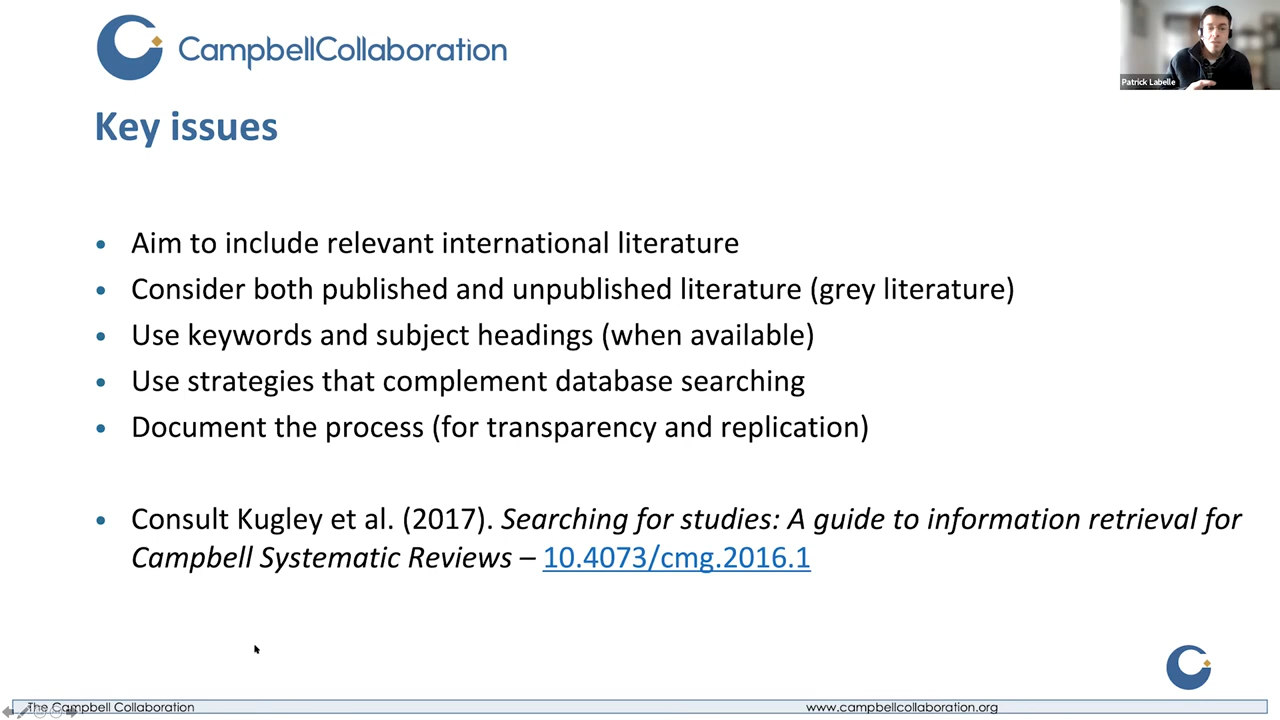 CampbellCollaboration
Patrick Labelle
Key issues
• Aim to include relevant international literature
• Consider both published and unpublished literature (grey literature)
• Use keywords and subject headings (when available)
• Use strategies that complement database searching
• Document the process (for transparency and replication)
• Consult Kugley et al. (2017). Searching for studies: A guide to information retrieval for
Campbell Systematic Reviews – 10.4073/cmg.2016.1
The Campbell Collaboration
www.campbellcollaboration.org